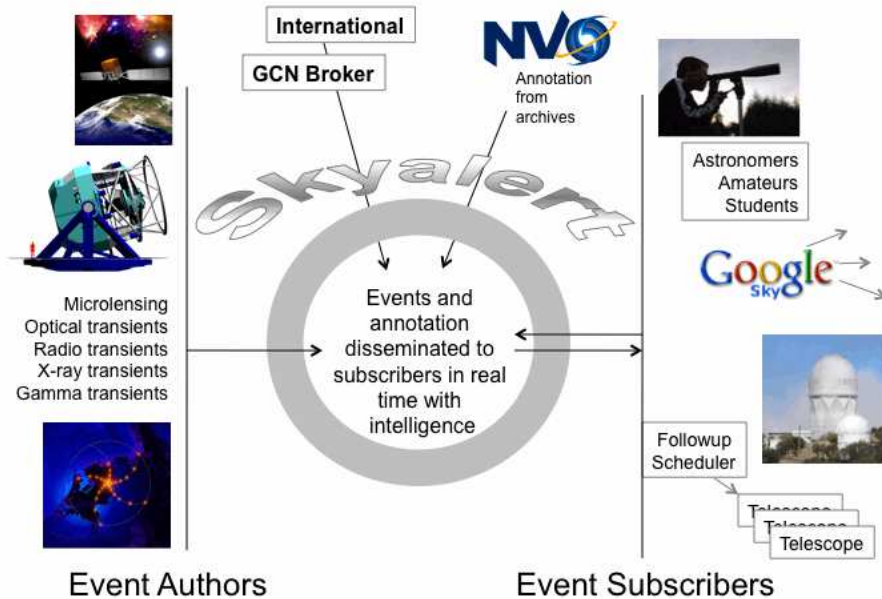 International
GCN Broker
NVO
Annotation
from
archives
Skyalert
Astronomers
Amateurs
Students
Google
Sky
Microlensing
Optical transients
Radio transients
X-ray transients
Gamma transients
Events and
annotation
disseminated to
subscribers in real
time with
intelligence
Followup
Scheduler
Telescope
Telescope
Telescope
Event Authors
Event Subscribers